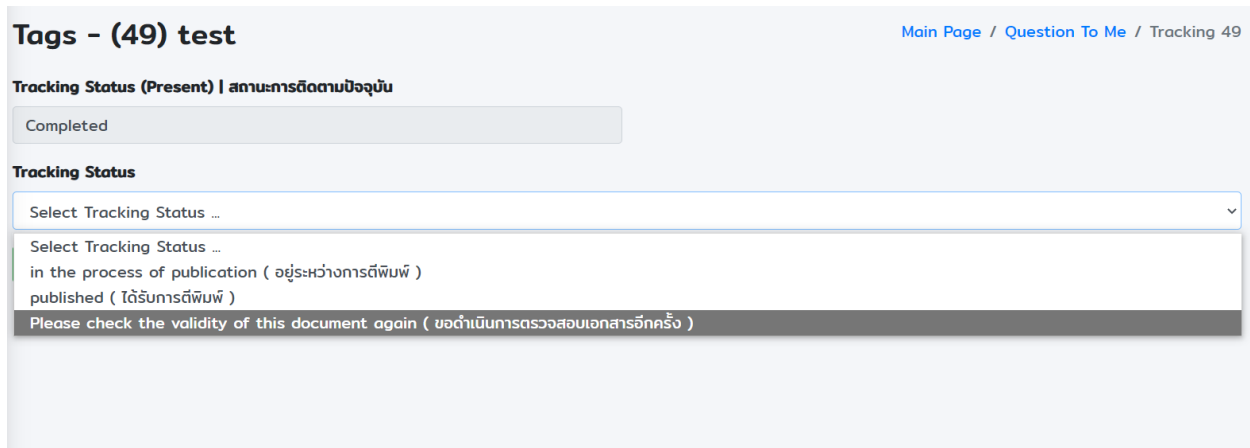 Tags - (49) test
Main Page / Question To Me / Tracking 49
Tracking Status (Present) | สถานะการติดตามปัจจุบัน
Completed
Tracking Status
Select Tracking Status ...
Select Tracking Status ...
in the process of publication ( อยู่ระหว่างการตีพิมพ์ )
published ( ได้รับการตีพิมพ์ )
Please check the validity of this document again ( ขอดำเนินการตรวจสอบเอกสารอีกครั้ง )